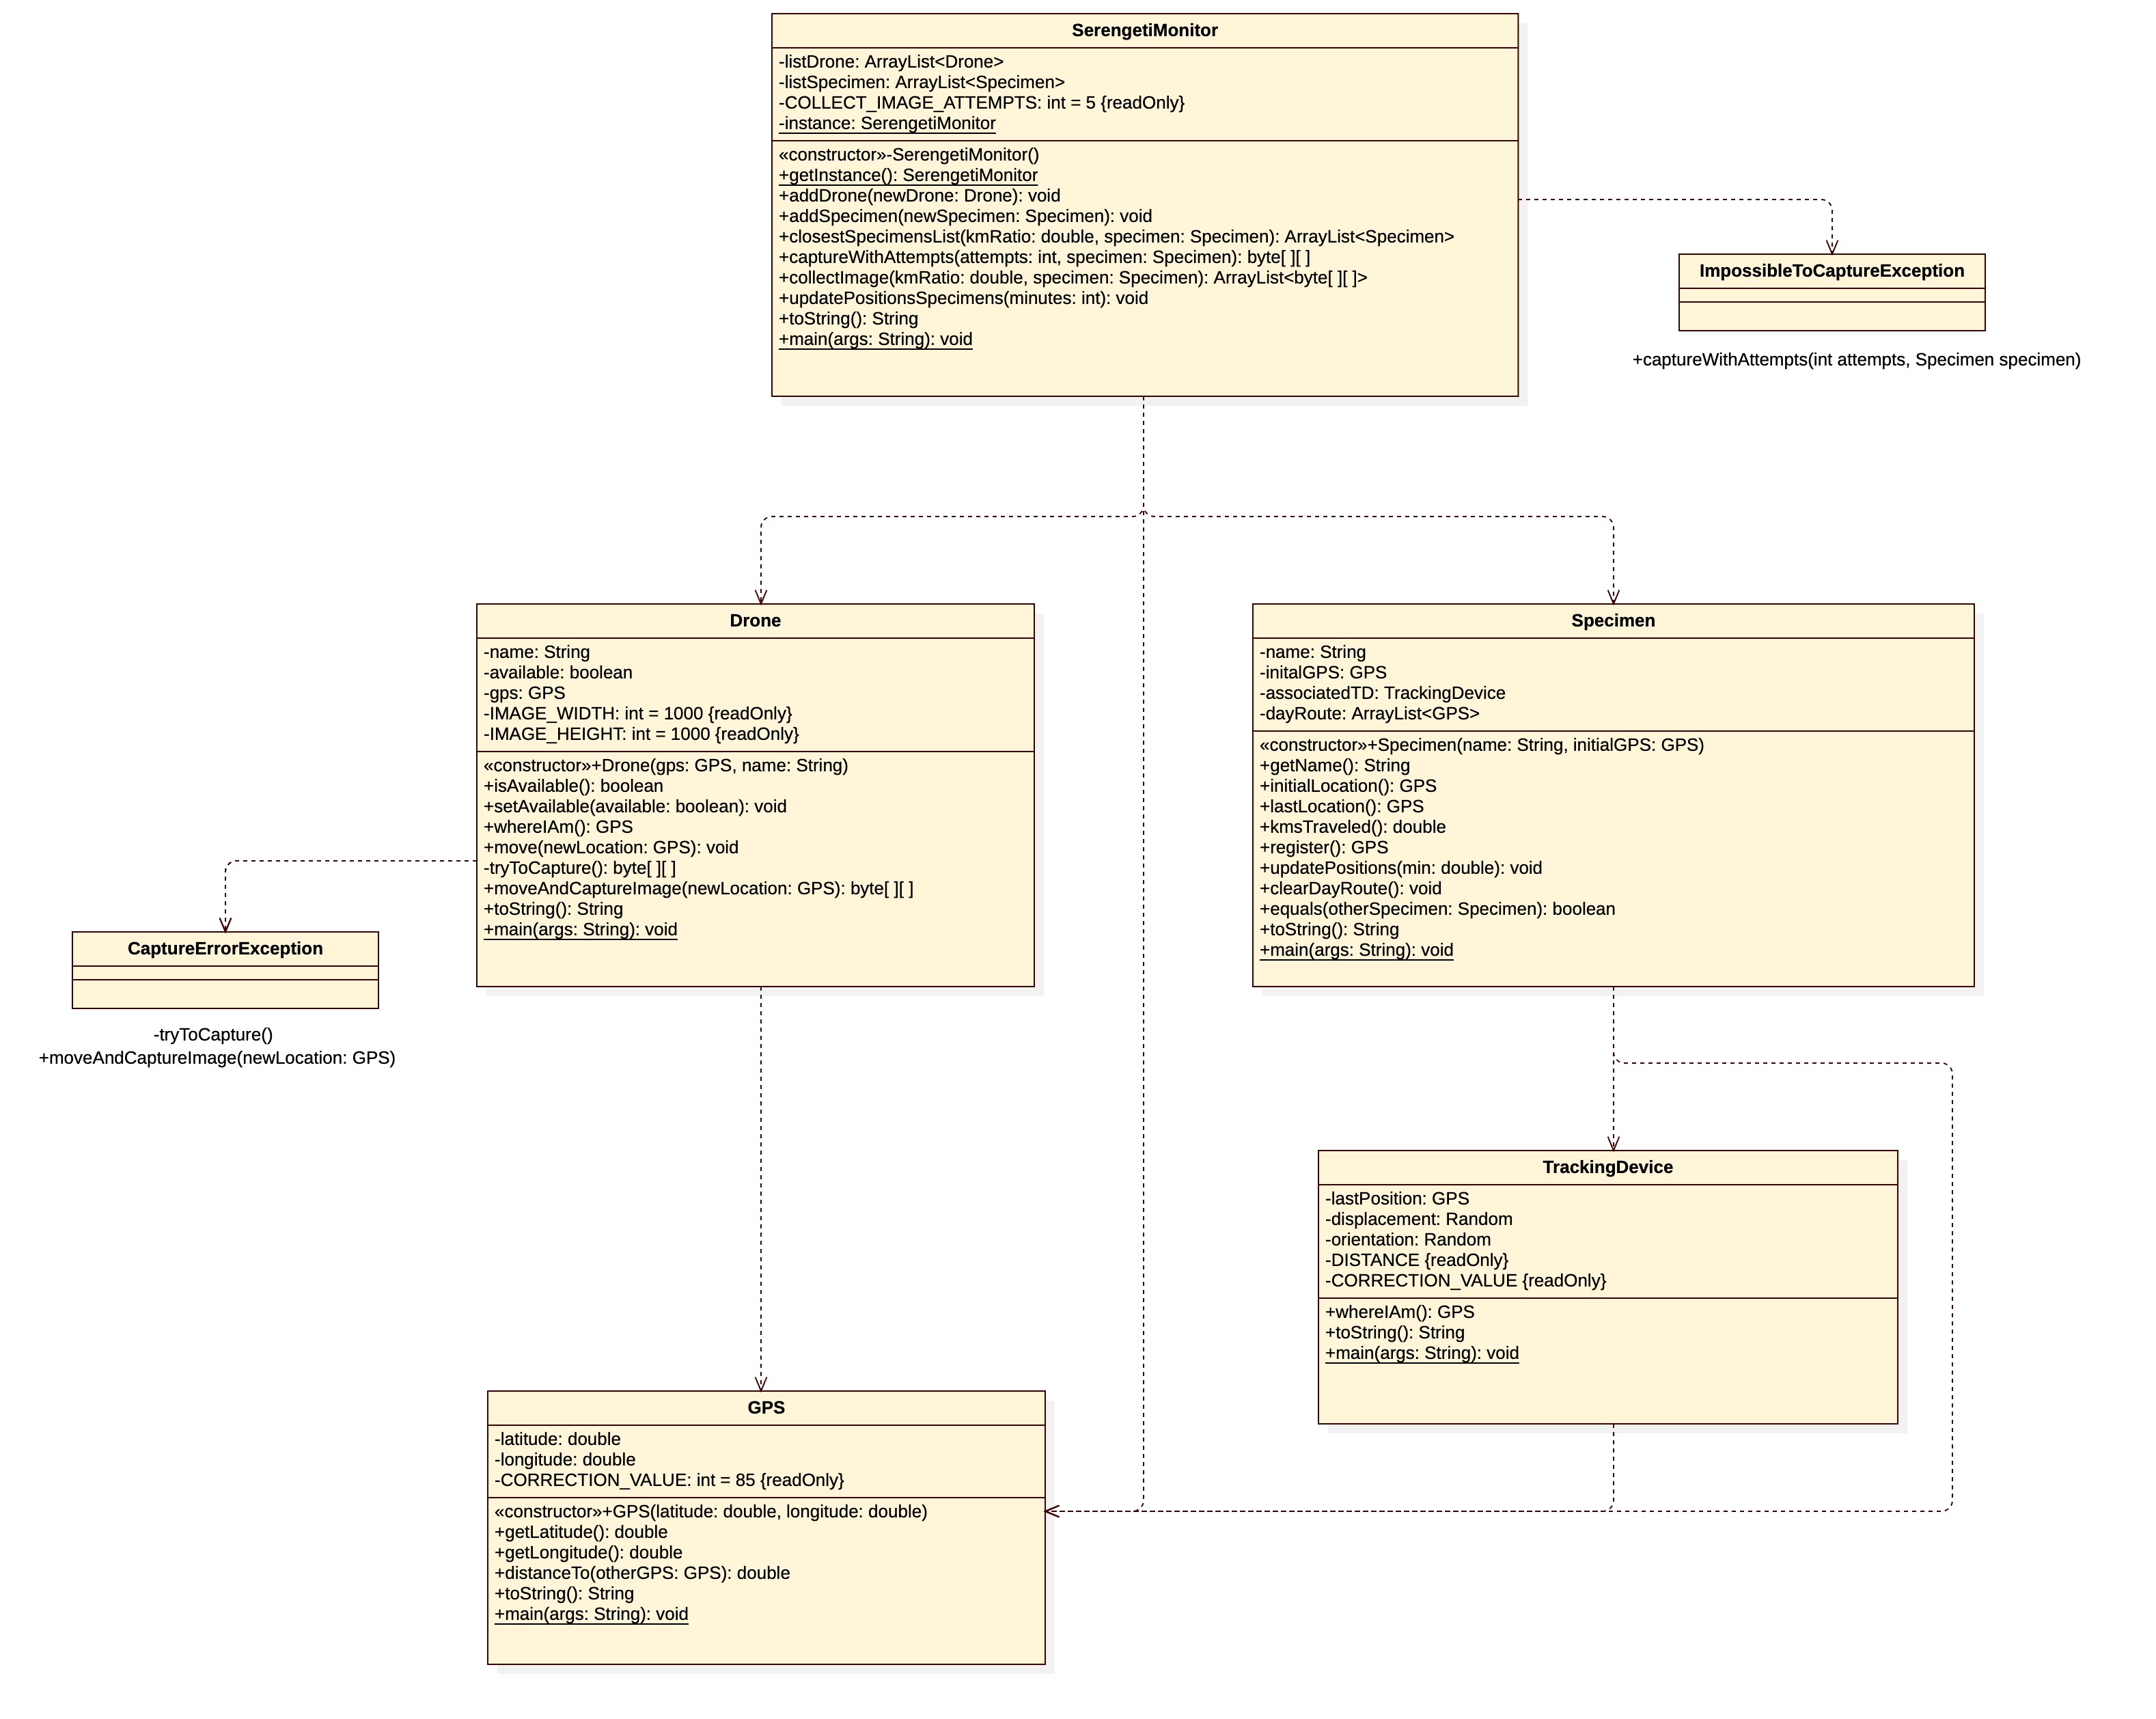 SerengetiMonitor
-listDrone: ArrayList<Drone>
-listSpecimen: ArrayList<Specimen>
-COLLECT_IMAGE_ATTEMPTS: int = 5 {readOnly}
-instance: SerengetiMonitor
«constructor»-SerengetiMonitor()
+getInstance(): SerengetiMonitor
+addDrone(newDrone: Drone): void
+addSpecimen(newSpecimen: Specimen): void
+closestSpecimensList(kmRatio: double, specimen: Specimen): ArrayList<Specimen>
+captureWithAttempts(attempts: int, specimen: Specimen): byte[ ][ ]
+collectImage(kmRatio: double, specimen: Specimen): ArrayList<byte[ ][ ]>
+updatePositionsSpecimens(minutes: int): void
+toString(): String
+main(args: String): void
ImpossibleToCaptureException
+captureWithAttempts(int attempts, Specimen specimen)
Drone
-name: String
-available: boolean
-gps: GPS
-IMAGE_WIDTH: int = 1000 {readOnly}
-IMAGE_HEIGHT: int = 1000 {readOnly}
«constructor»+Drone(gps: GPS, name: String)
+isAvailable(): boolean
+setAvailable(available: boolean): void
+whereIAm(): GPS
+move(newLocation: GPS): void
-tryToCapture(): byte[ ][ ]
+moveAndCaptureImage(newLocation: GPS): byte[ ][ ]
+toString(): String
+main(args: String): void
Specimen
-name: String
-initalGPS: GPS
-associatedTD: TrackingDevice
-dayRoute: ArrayList<GPS>
«constructor»+Specimen(name: String, initialGPS: GPS)
+getName(): String
+initialLocation(): GPS
+lastLocation(): GPS
+kmsTraveled(): double
+register(): GPS
+updatePositions(min: double): void
+clearDayRoute(): void
+equals(otherSpecimen: Specimen): boolean
+toString(): String
+main(args: String): void
CaptureErrorException
-tryToCapture()
+moveAndCaptureImage(newLocation: GPS)
TrackingDevice
-lastPosition: GPS
-displacement: Random
-orientation: Random
-DISTANCE {readOnly}
-CORRECTION_VALUE {readOnly}
+whereIAm(): GPS
+toString(): String
+main(args: String): void
GPS
-latitude: double
-longitude: double
-CORRECTION_VALUE: int = 85 {readOnly}
«constructor»+GPS(latitude: double, longitude: double)
+getLatitude(): double
+getLongitude(): double
+distanceTo(otherGPS: GPS): double
+toString(): String
+main(args: String): void